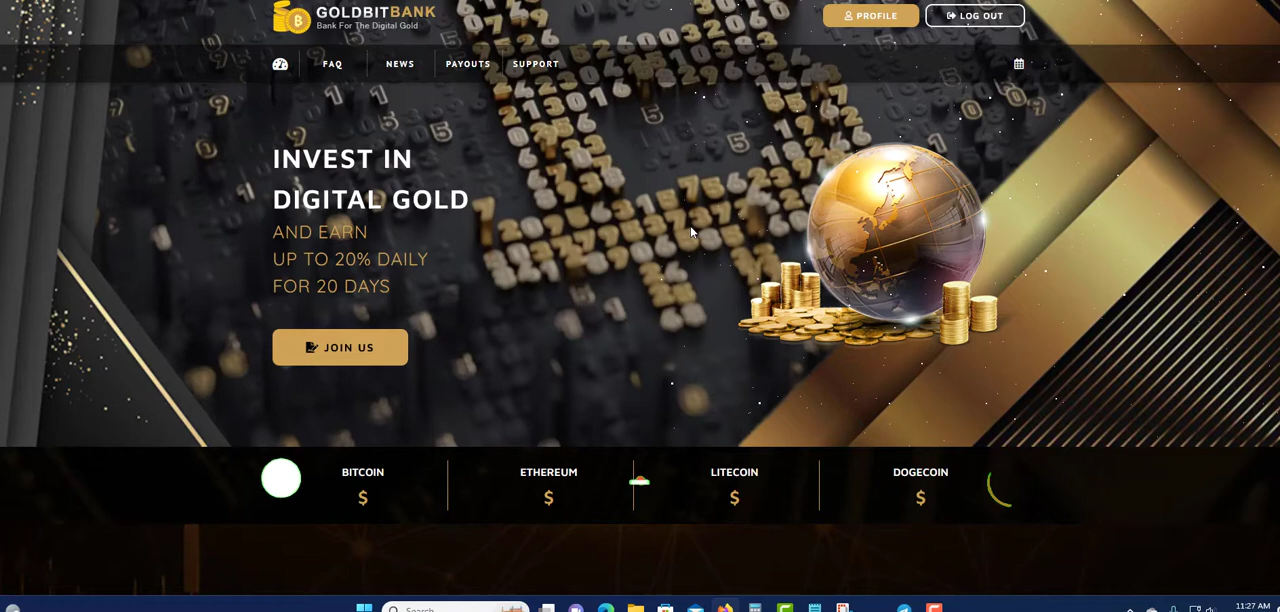 GOLDBITBANK
Bank For The Digital Gold
PROFILE
LOG OUT
FAQ
NEWS
PAYOUTS
SUPPORT
INVEST IN
DIGITAL GOLD
AND EARN
UP TO 20% DAILY
FOR 20 DAYS
JOIN US
BITCOIN
ETHEREUM
LITECOIN
DOGECOIN
$
$
$
$
Search
11:27 AM